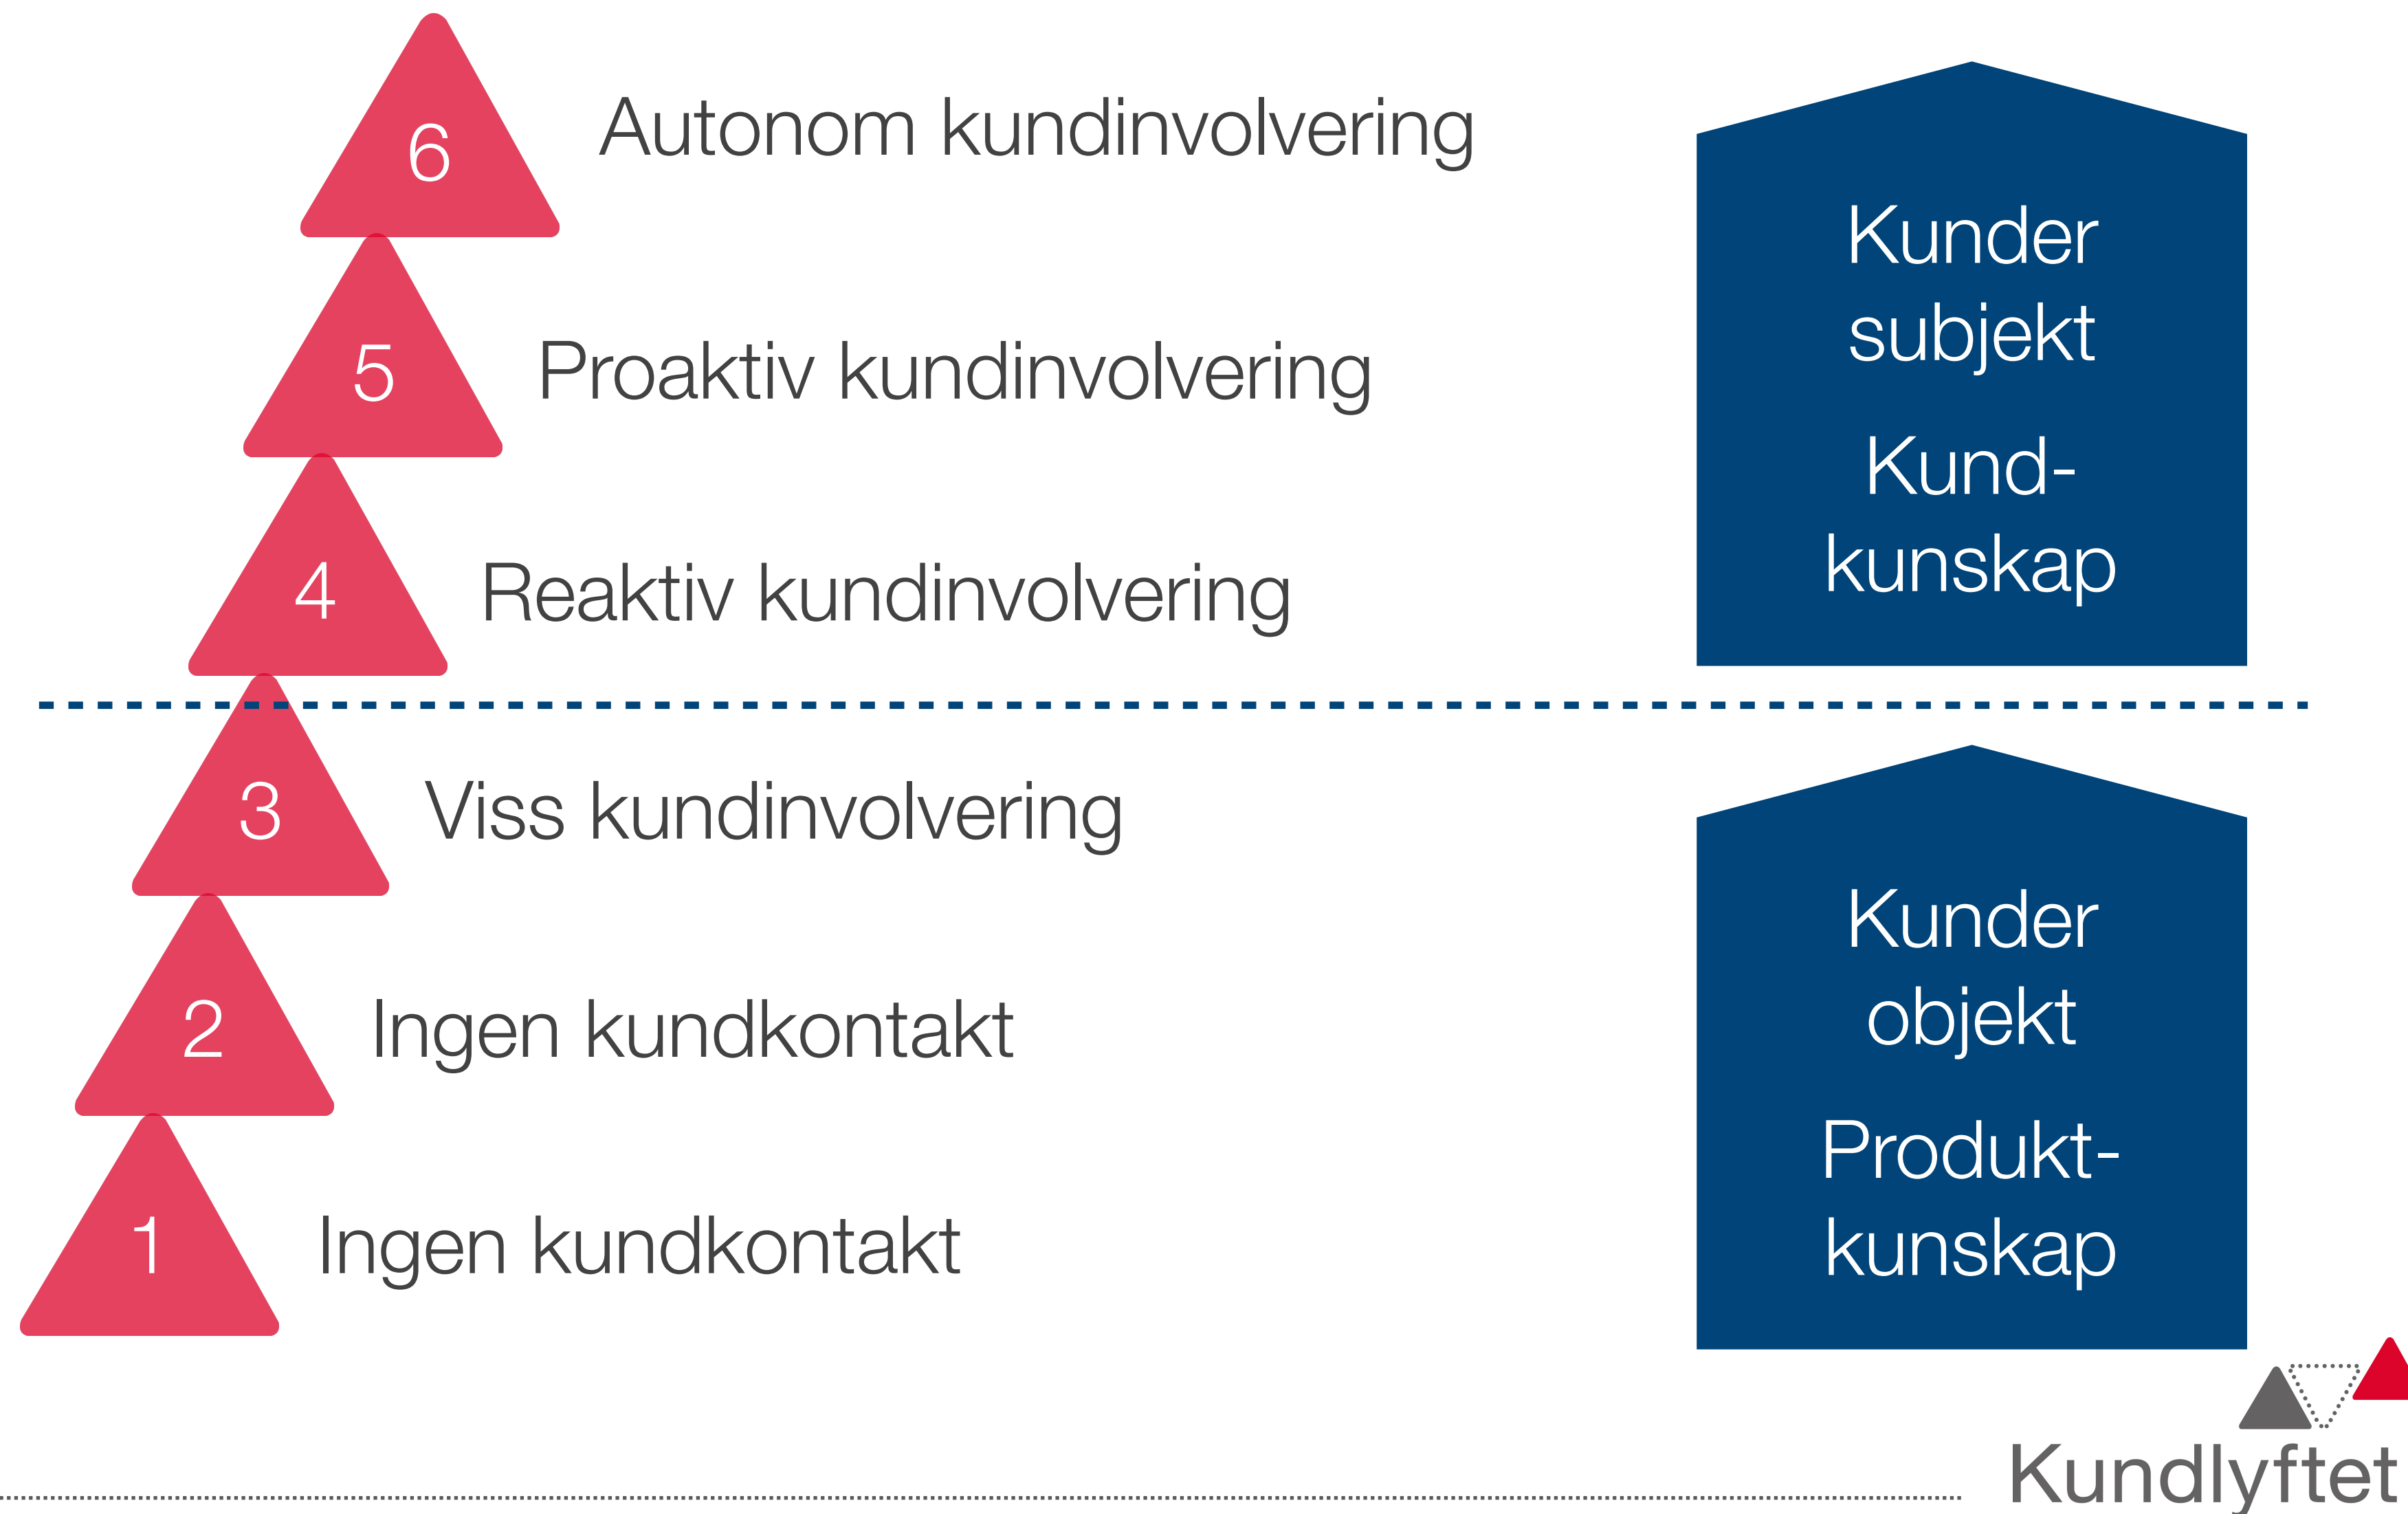 6
Autonom kundinvolvering
5
Proaktiv kundinvolvering
4
Reaktiv kundinvolvering
Kunder
subjekt
Kund-
kunskap
3
Viss kundinvolvering
2
Ingen kundkontakt
1
Ingen kundkontakt
Kunder
objekt
Produkt-
kunskap
Kundlyftet